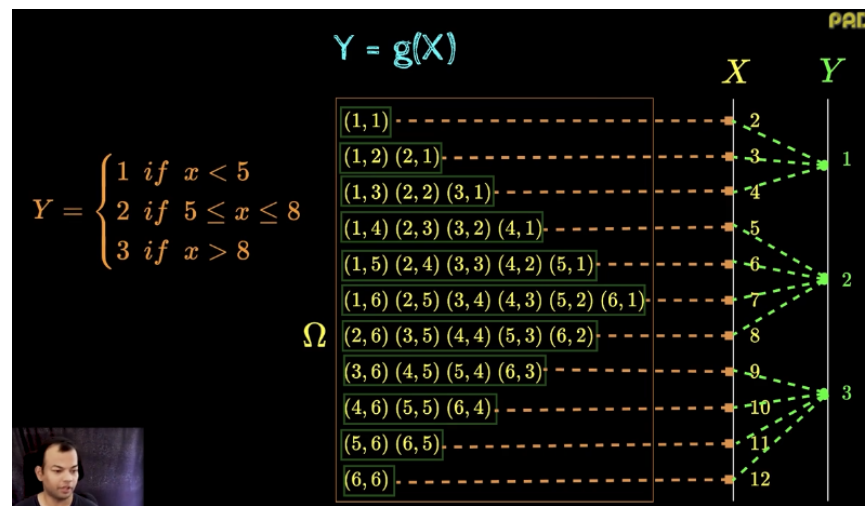 PAD
Y = g(X)
X Y
Y = { 1 if x < 5
2 if 5 ≤ x ≤ 8
3 if x > 8
Ω
(1, 1) 2
(1, 2) (2, 1) 3
(1, 3) (2, 2) (3, 1) 4
(1, 4) (2, 3) (3, 2) (4, 1) 5
(1, 5) (2, 4) (3, 3) (4, 2) (5, 1) 6
(1, 6) (2, 5) (3, 4) (4, 3) (5, 2) (6, 1) 7
(2, 6) (3, 5) (4, 4) (5, 3) (6, 2) 8
(3, 6) (4, 5) (5, 4) (6, 3) 9
(4, 6) (5, 5) (6, 4) 10
(5, 6) (6, 5) 11
(6, 6) 12
1
2
3